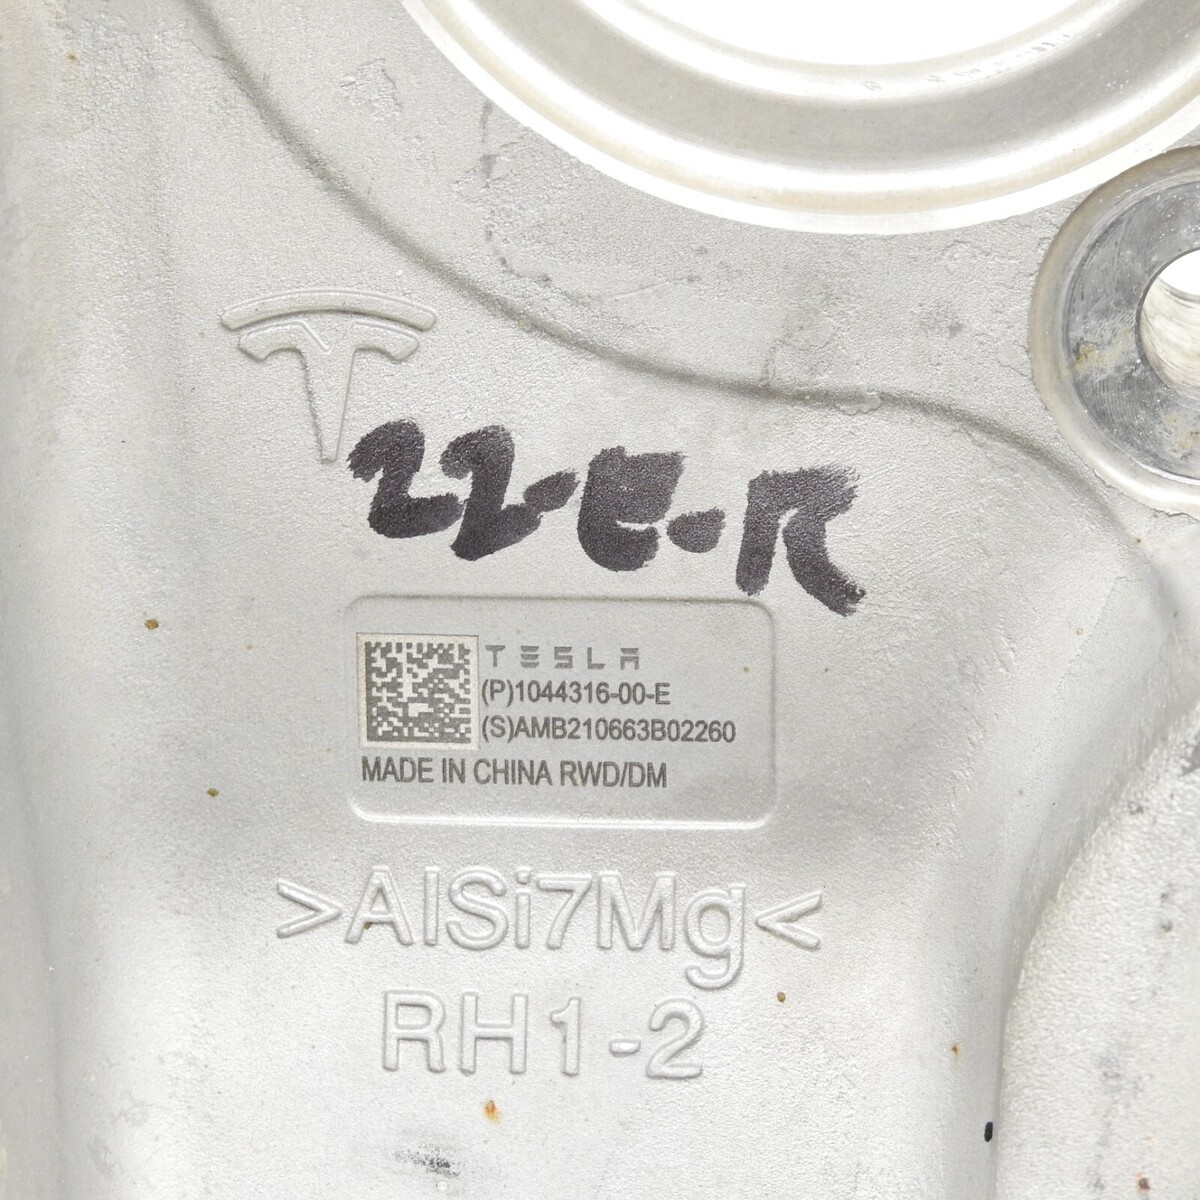 22-E-R
TESLA
(P)1044316-00-E
(S)AMB210663B02260
MADE IN CHINA RWD/DM
>AlSi7Mg<
RH1-2